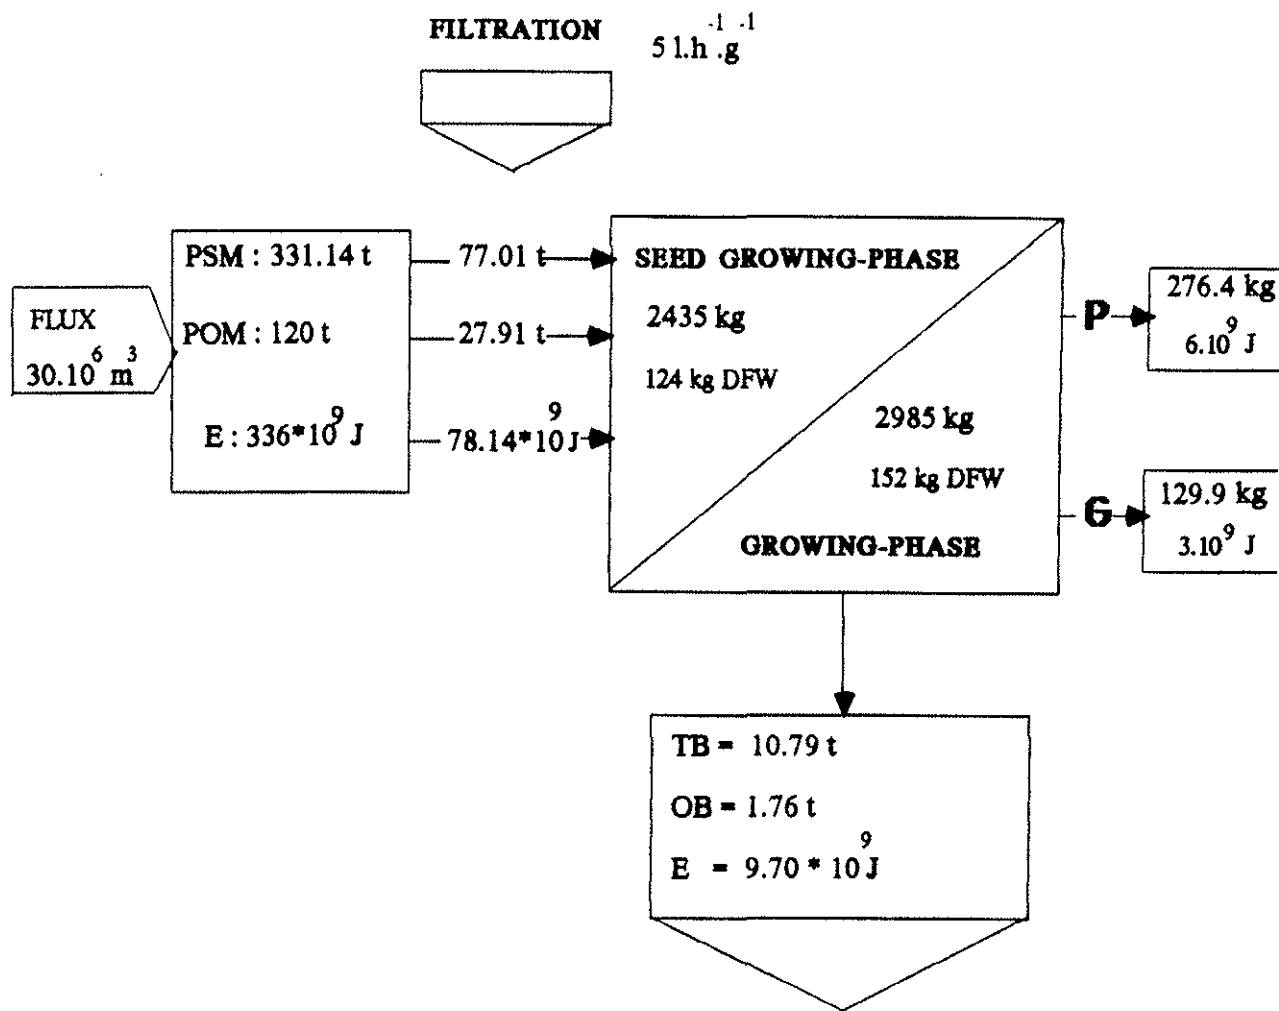 FILTRATION 5 l.h⁻¹.g⁻¹
FLUX
30.10⁶ m³
PSM : 331.14 t
POM : 120 t
E : 336*10⁹ J
77.01 t
27.91 t
78.14*10⁹ J
SEED GROWING-PHASE
2435 kg
124 kg DFW
2985 kg
152 kg DFW
GROWING-PHASE
P
276.4 kg
6.10⁹ J
G
129.9 kg
3.10⁹ J
TB = 10.79 t
OB = 1.76 t
E = 9.70 * 10⁹ J